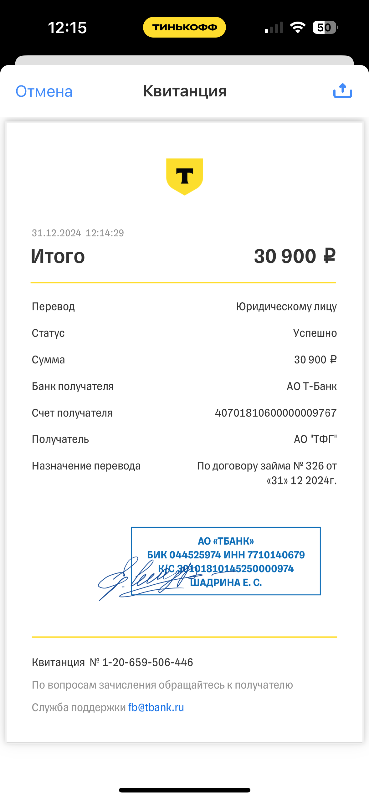 12:15
ТИНЬКОФФ
50
Отмена
Квитанция
Т
31.12.2024 12:14:29
Итого 30 900 ₽
Перевод Юридическому лицу
Статус Успешно
Сумма 30 900 ₽
Банк получателя АО Т-Банк
Счет получателя 40701810600000009767
Получатель АО "ТФГ"
Назначение перевода По договору займа № 326 от
«31» 12 2024г.
АО «ТБАНК»
БИК 044525974 ИНН 7710140679
К/С 30101810145250000974
ШАДРИНА Е. С.
Квитанция № 1-20-659-506-446
По вопросам зачисления обращайтесь к получателю
Служба поддержки fb@tbank.ru